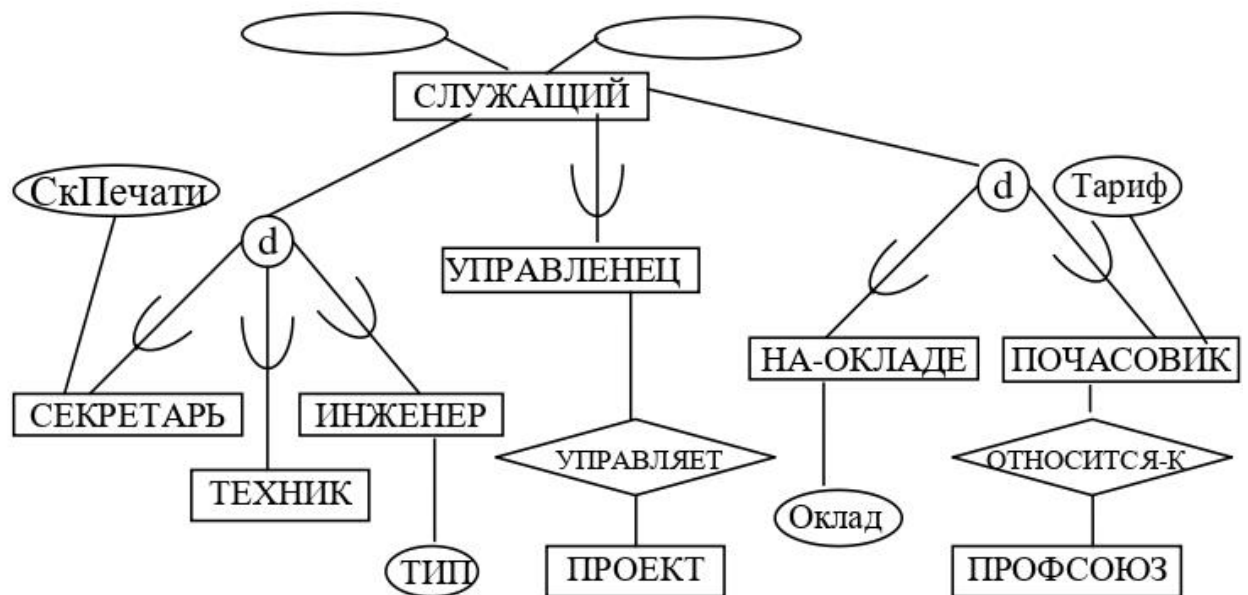 СЛУЖАЩИЙ
СкПечати
d
Тариф
d
УПРАВЛЕНЕЦ
НА-ОКЛАДЕ
ПОЧАСОВИК
СЕКРЕТАРЬ
ИНЖЕНЕР
УПРАВЛЯЕТ
ОТНОСИТСЯ-К
ТЕХНИК
Оклад
ТИП
ПРОЕКТ
ПРОФСОЮЗ